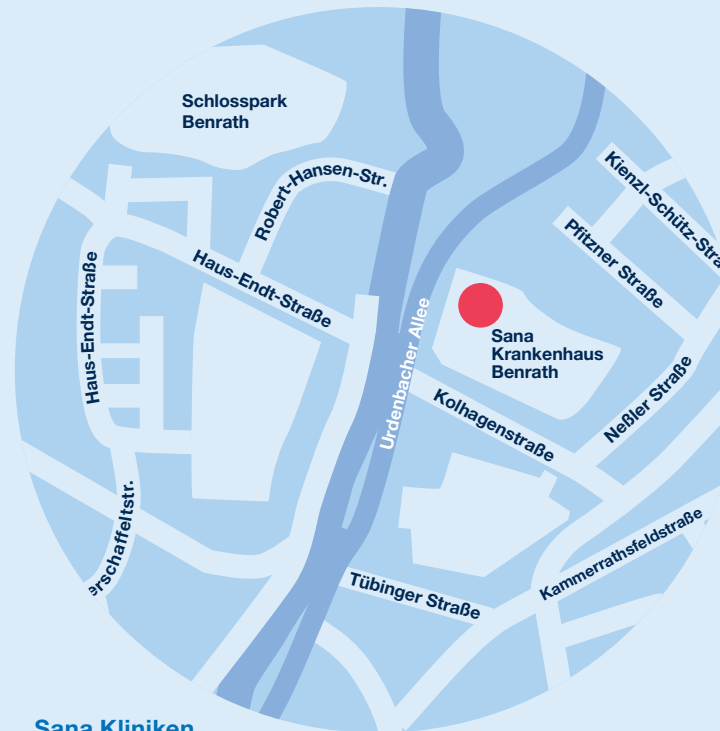 Schlosspark
Benrath
Robert-Hansen-Str.
Kienzl-Schütz-Stra
Pfitzner Straße
Haus-Endt-Straße
Haus-Endt-Straße
Urdenbacher Allee
Sana
Krankenhaus
Benrath
Neßler Straße
Kolhagenstraße
erschaffeltstr.
Kammerrathsfeldstraße
Tübinger Straße
Sana Kliniken